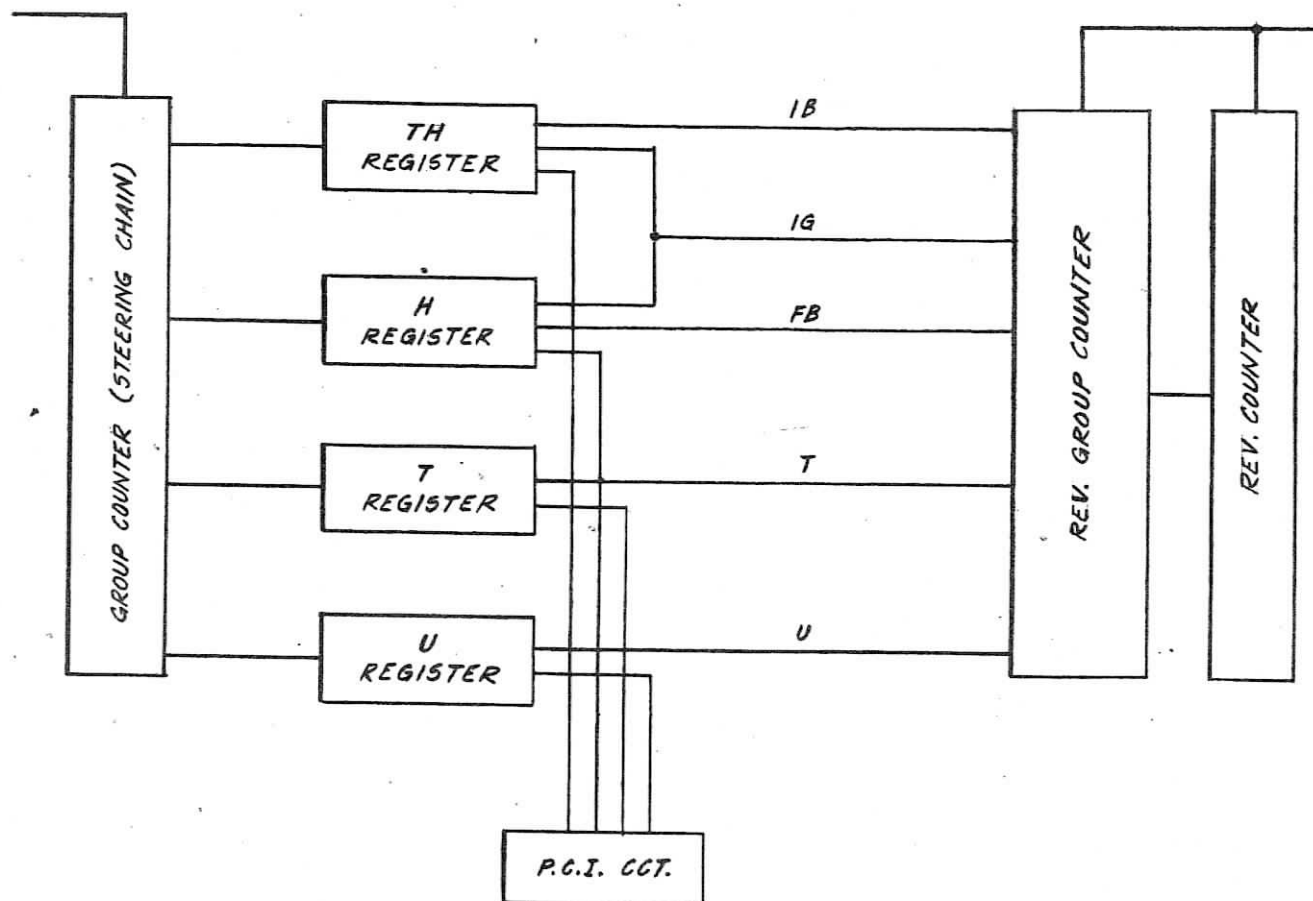 GROUP COUNTER (STEERING CHAIN)
TH
REGISTER
H
REGISTER
T
REGISTER
U
REGISTER
IB
IG
FB
T
U
REV. GROUP COUNTER
REV. COUNTER
P.C.I. CCT.